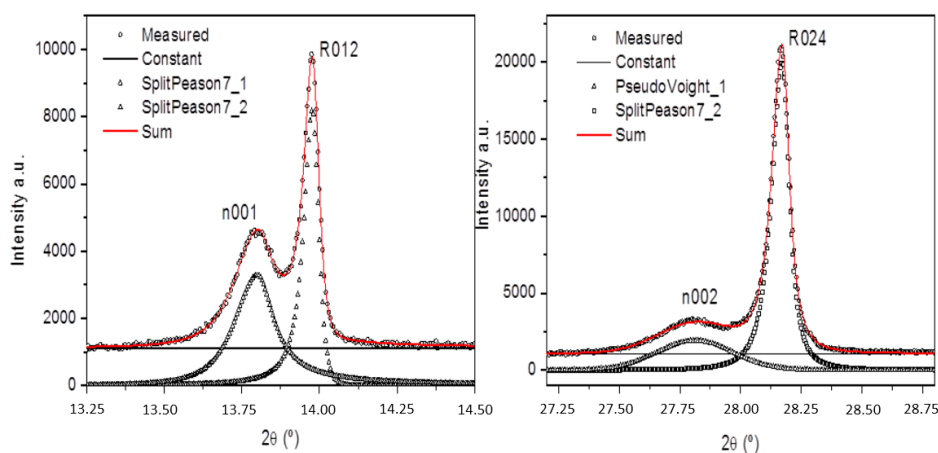 10000
8000
6000
4000
2000
0
Intensity a.u.
Measured
Constant
SplitPeason7_1
SplitPeason7_2
Sum
R012
n001
13.25 13.50 13.75 14.00 14.25 14.50
2θ (º)
20000
15000
10000
5000
0
Intensity a.u.
Measured
Constant
PseudoVoight_1
SplitPeason7_2
Sum
R024
n002
27.25 27.50 27.75 28.00 28.25 28.50 28.75
2θ (º)